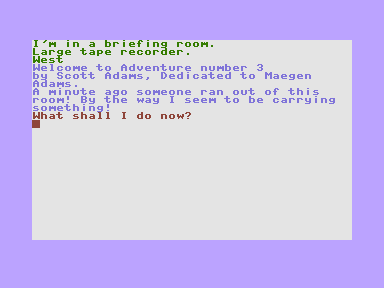 I'm in a briefing room.
Large tape recorder.
West
Welcome to Adventure number 3
by Scott Adams, Dedicated to Maegen
Adams.
A minute ago someone ran out of this
room! By the way I seem to be carrying
something!
What shall I do now?